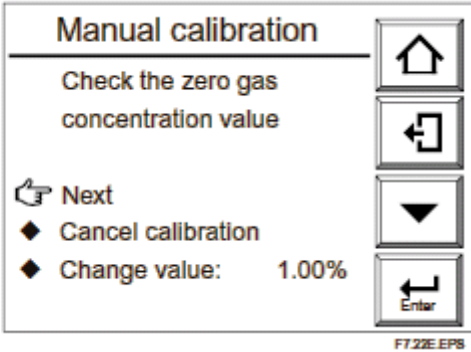 Manual calibration
Check the zero gas
concentration value
Next
Cancel calibration
Change value: 1.00%
Enter
F7.22E.EPS